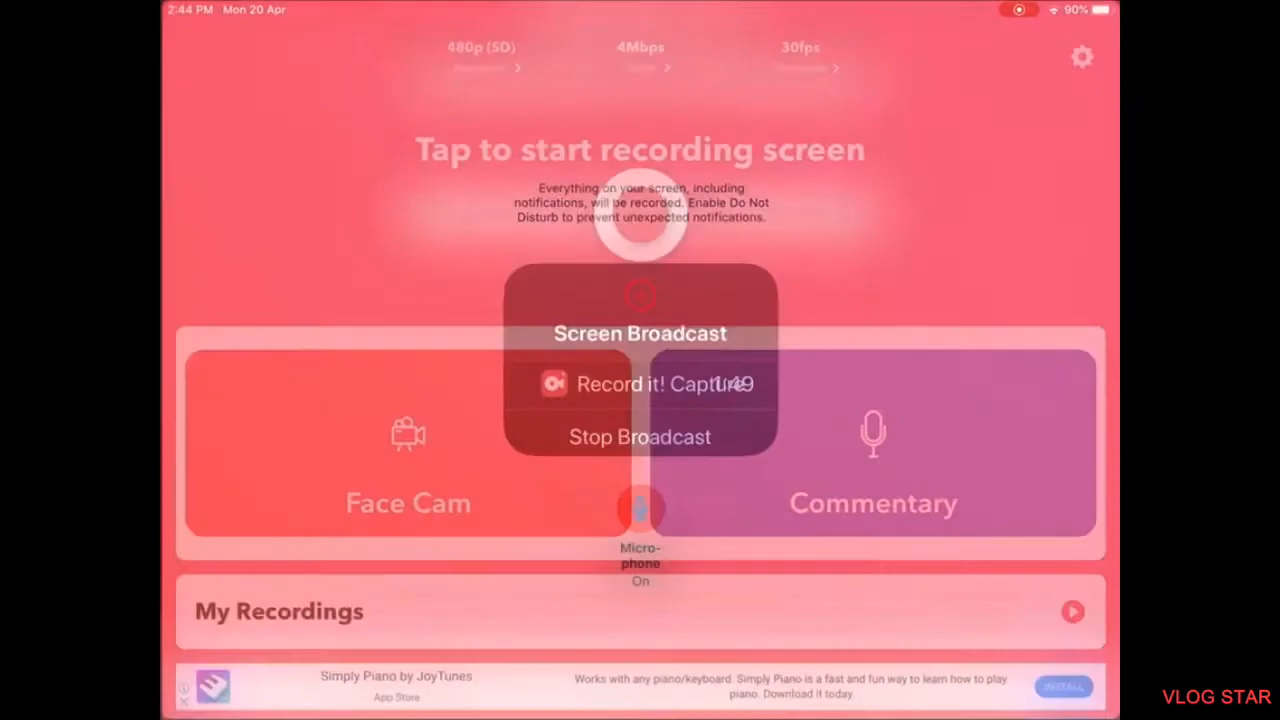 2:44 PM Mon 20 Apr
90%
480p (SD)
4Mbps
30fps
Tap to start recording screen
Everything on your screen, including
notifications, will be recorded. Enable Do Not
Disturb to prevent unexpected notifications.
Screen Broadcast
Record it! Capture
1:49
Stop Broadcast
Face Cam
Commentary
Micro-
phone
On
My Recordings
Simply Piano by JoyTunes
App Store
Works with any piano/keyboard. Simply Piano is a fast and fun way to learn how to play
piano. Download it today.
INSTALL
VLOG STAR